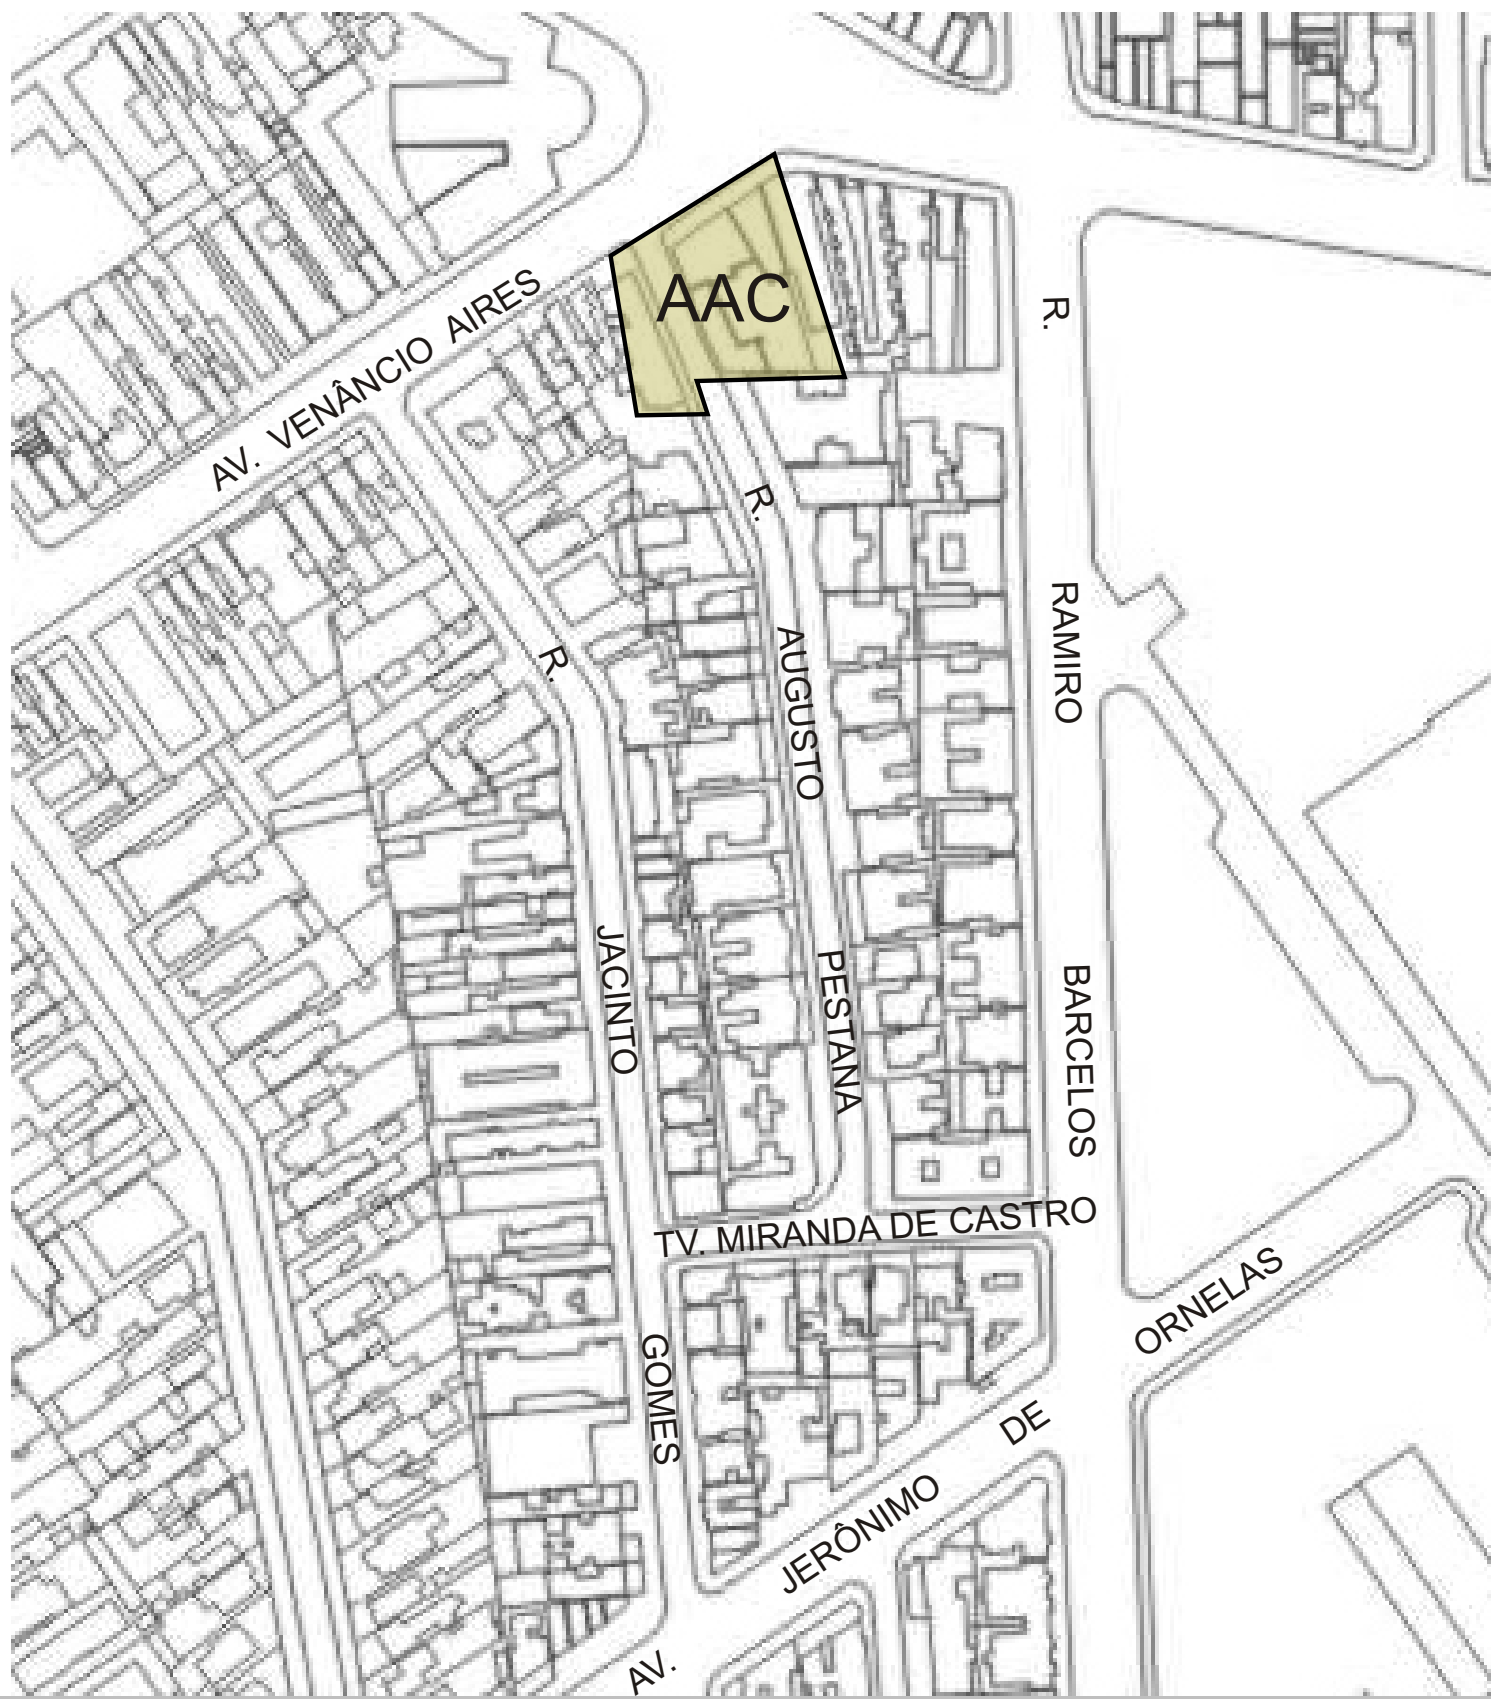 AAC
AV. VENÂNCIO AIRES
R. RAMIRO BARCELOS
R. AUGUSTO PESTANA
R. JACINTO GOMES
TV. MIRANDA DE CASTRO
AV. JERÔNIMO DE ORNELAS